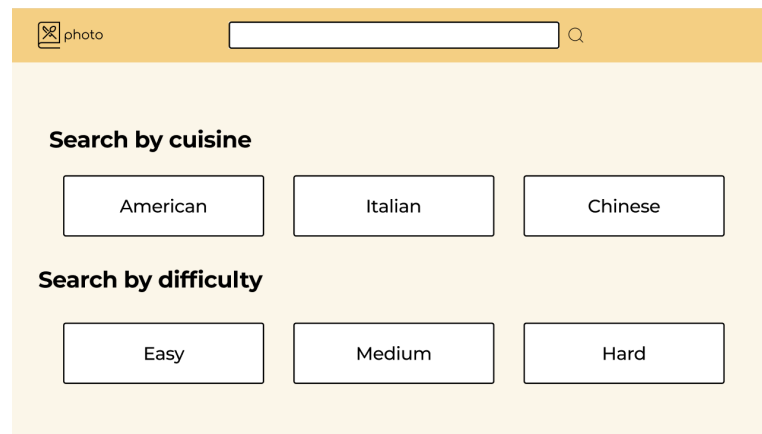 photo
Search by cuisine
American
Italian
Chinese
Search by difficulty
Easy
Medium
Hard